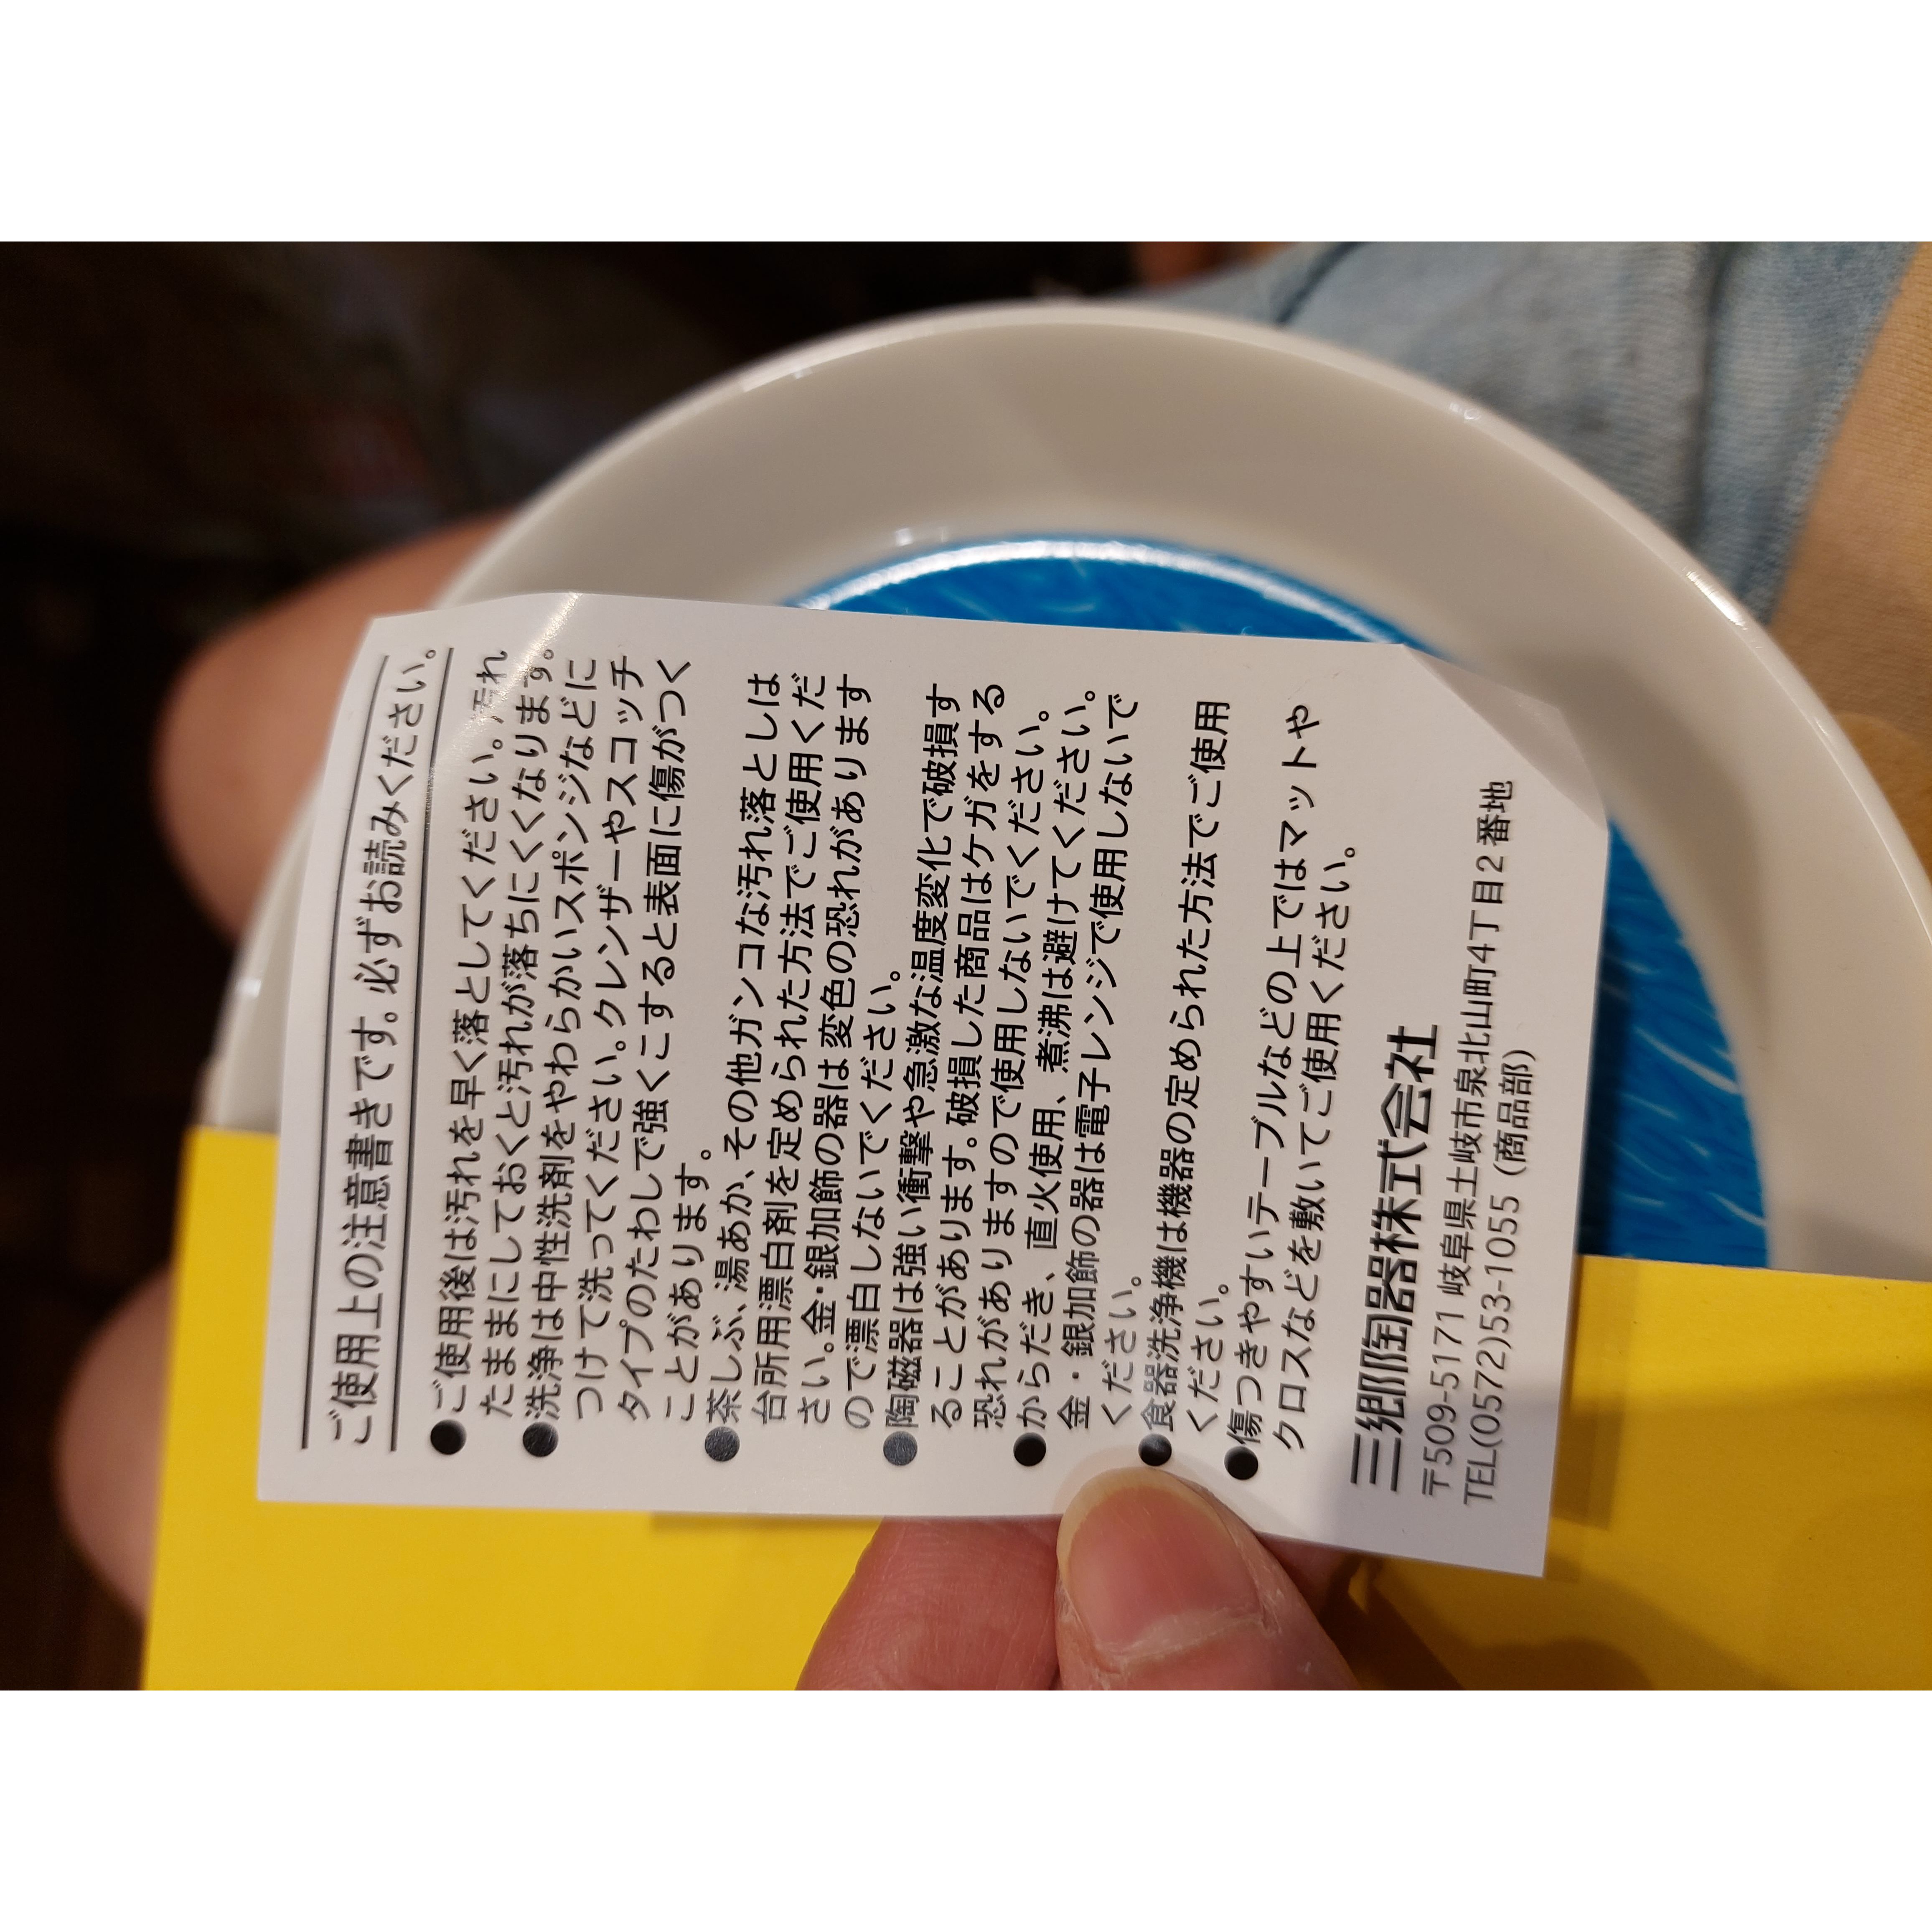 ご使用上の注意書きです。必ずお読みください。
●ご使用後は汚れを早く落としてください。汚れ
たままにしておくと汚れが落ちにくくなります。
●洗浄は中性洗剤をやわらかいスポンジなどに
つけて洗ってください。クレンザーやスコッチ
タイプのたわしで強くこすると表面に傷がつく
ことがあります。
●茶しぶ、湯あか、その他ガンコな汚れ落としは
台所用漂白剤を定められた方法でご使用くだ
さい。金・銀加飾の器は変色の恐れがあります
ので漂白しないでください。
●陶磁器は強い衝撃や急激な温度変化で破損す
ることがあります。破損した商品はケガをする
恐れがありますので使用しないでください。
●からだき、直火使用、煮沸は避けてください。
金・銀加飾の器は電子レンジで使用しないで
ください。
●食器洗浄機は機器の定められた方法でご使用
ください。
●傷つきやすいテーブルなどの上ではマットや
クロスなどを敷いてご使用ください。
三郷陶器株式会社
〒509-5171 岐阜県土岐市泉北山町4丁目2番地
TEL(0572)53-1055 (商品部)